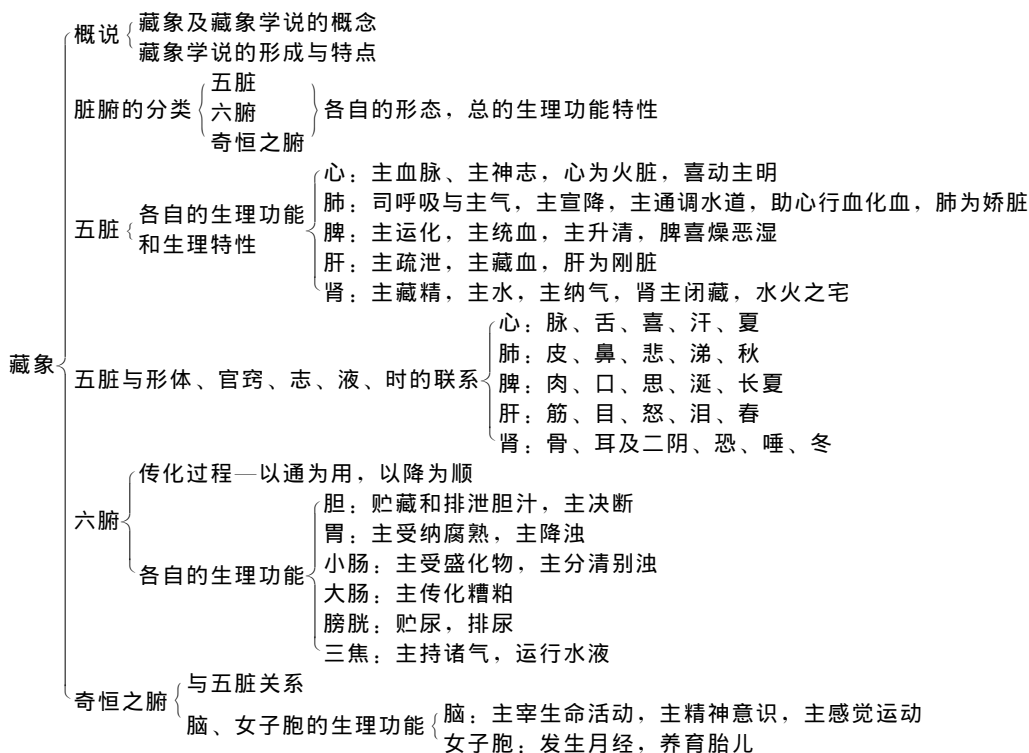 概说
藏象及藏象学说的概念
藏象学说的形成与特点
脏腑的分类
五脏
六腑
奇恒之腑
各自的形态，总的生理功能特性
五脏
各自的生理功能
和生理特性
心：主血脉、主神志，心为火脏，喜动主明
肺：司呼吸与主气，主宣降，主通调水道，助心行血化血，肺为娇脏
脾：主运化，主统血，主升清，脾喜燥恶湿
肝：主疏泄，主藏血，肝为刚脏
肾：主藏精，主水，主纳气，肾主闭藏，水火之宅
藏象
五脏与形体、官窍、志、液、时的联系
心：脉、舌、喜、汗、夏
肺：皮、鼻、悲、涕、秋
脾：肉、口、思、涎、长夏
肝：筋、目、怒、泪、春
肾：骨、耳及二阴、恐、唾、冬
六腑
传化过程—以通为用，以降为顺
各自的生理功能
胆：贮藏和排泄胆汁，主决断
胃：主受纳腐熟，主降浊
小肠：主受盛化物，主分清别浊
大肠：主传化糟粕
膀胱：贮尿，排尿
三焦：主持诸气，运行水液
奇恒之腑
与五脏关系
脑、女子胞的生理功能
脑：主宰生命活动，主精神意识，主感觉运动
女子胞：发生月经，养育胎儿